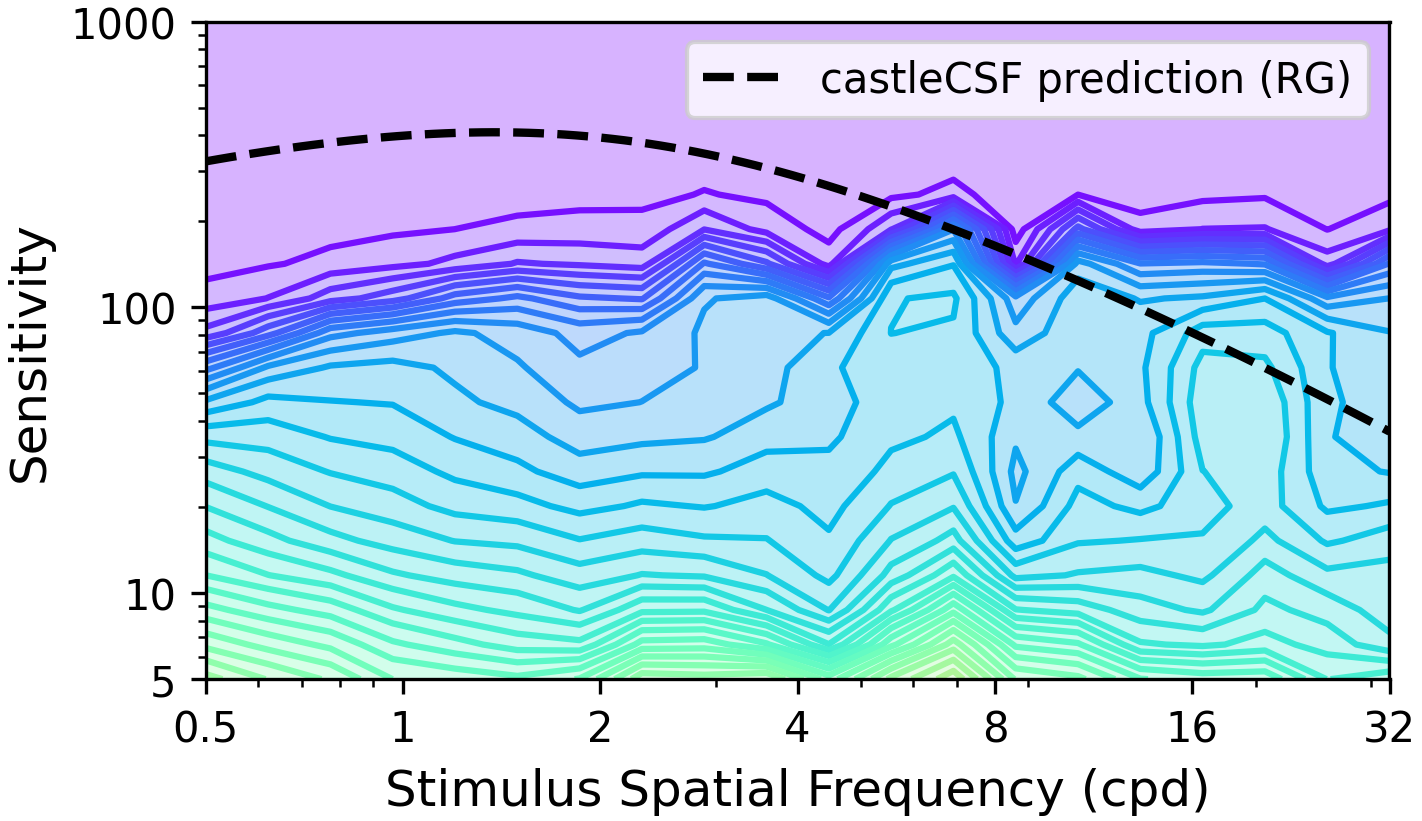 1000
castleCSF prediction (RG)
Sensitivity
100
10
5
0.5 1 2 4 8 16 32
Stimulus Spatial Frequency (cpd)